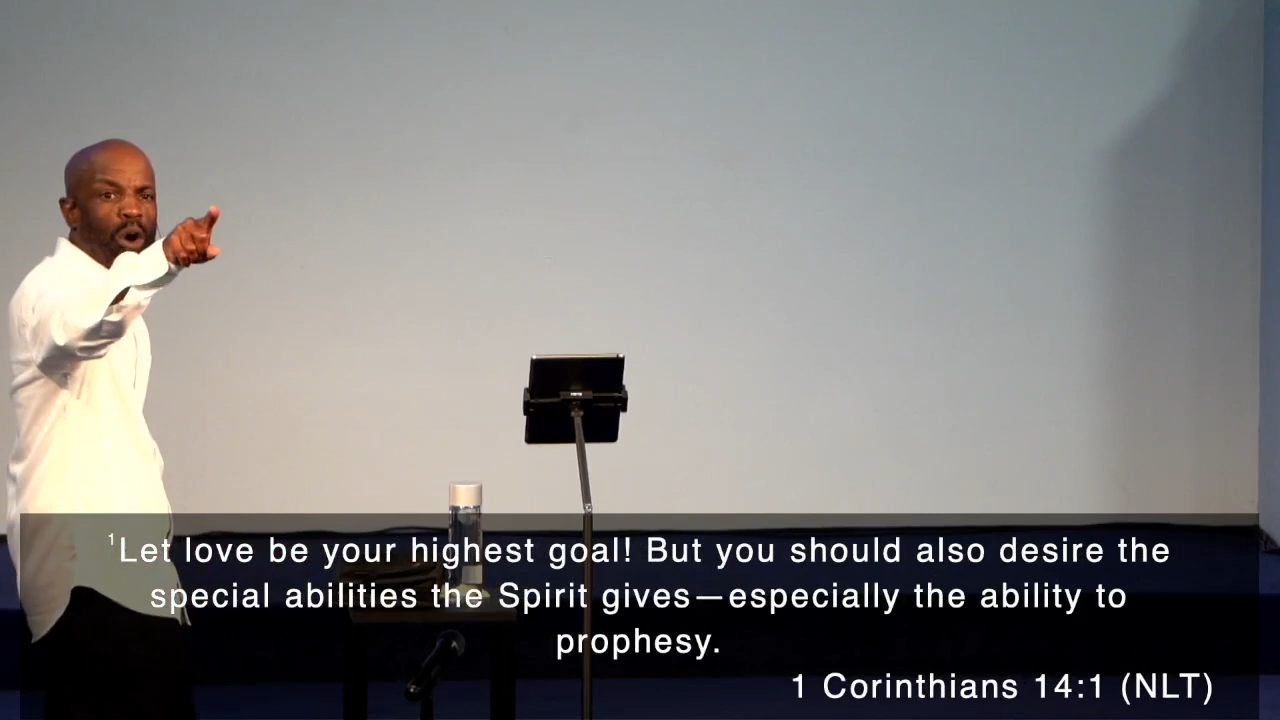 ¹Let love be your highest goal! But you should also desire the
special abilities the Spirit gives—especially the ability to
prophesy.
1 Corinthians 14:1 (NLT)